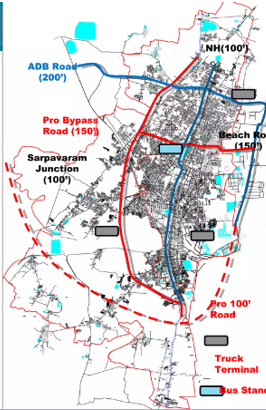 NH(100')
ADB Road
(200')
Pro Bypass
Road (150')
Beach Ro
(150')
Sarpavaram
Junction
(100')
Pro 100'
Road
Truck
Terminal
Bus Stand